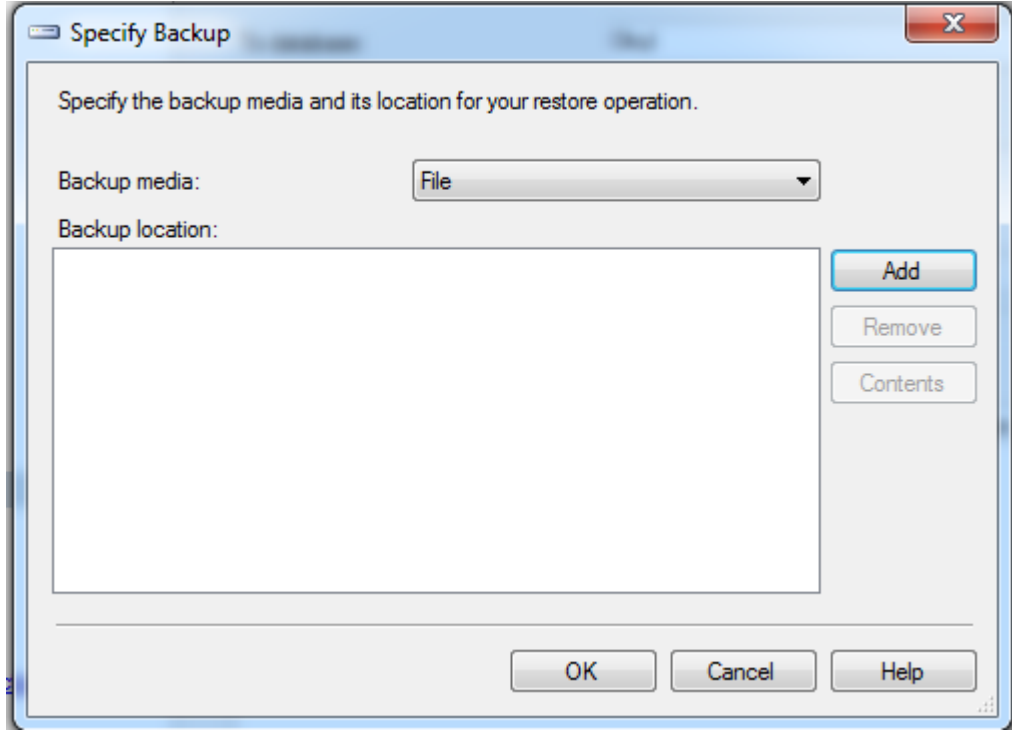 Specify Backup
Specify the backup media and its location for your restore operation.
Backup media:
File
Backup location:
Add
Remove
Contents
OK
Cancel
Help